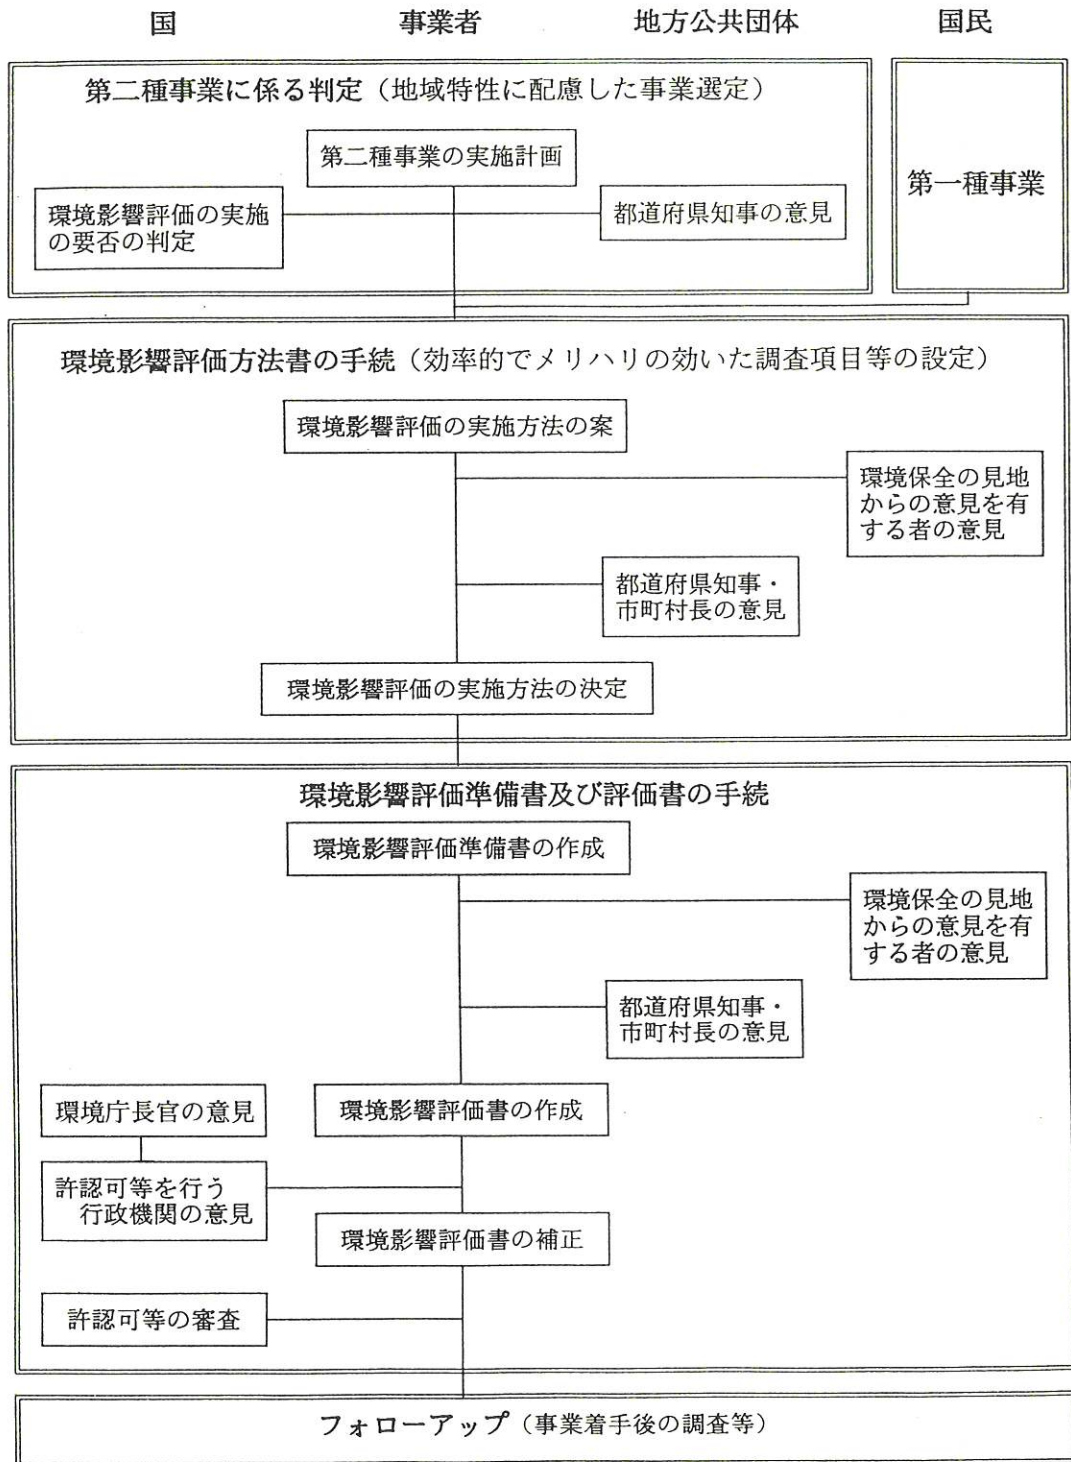 国 事業者 地方公共団体 国民
第二種事業に係る判定（地域特性に配慮した事業選定）
第二種事業の実施計画
環境影響評価の実施
の要否の判定
都道府県知事の意見
第一種事業
環境影響評価方法書の手続（効率的でメリハリの効いた調査項目等の設定）
環境影響評価の実施方法の案
環境保全の見地
からの意見を有
する者の意見
都道府県知事・
市町村長の意見
環境影響評価の実施方法の決定
環境影響評価準備書及び評価書の手続
環境影響評価準備書の作成
環境保全の見地
からの意見を有
する者の意見
都道府県知事・
市町村長の意見
環境庁長官の意見
環境影響評価書の作成
許認可等を行う
行政機関の意見
環境影響評価書の補正
許認可等の審査
フォローアップ（事業着手後の調査等）